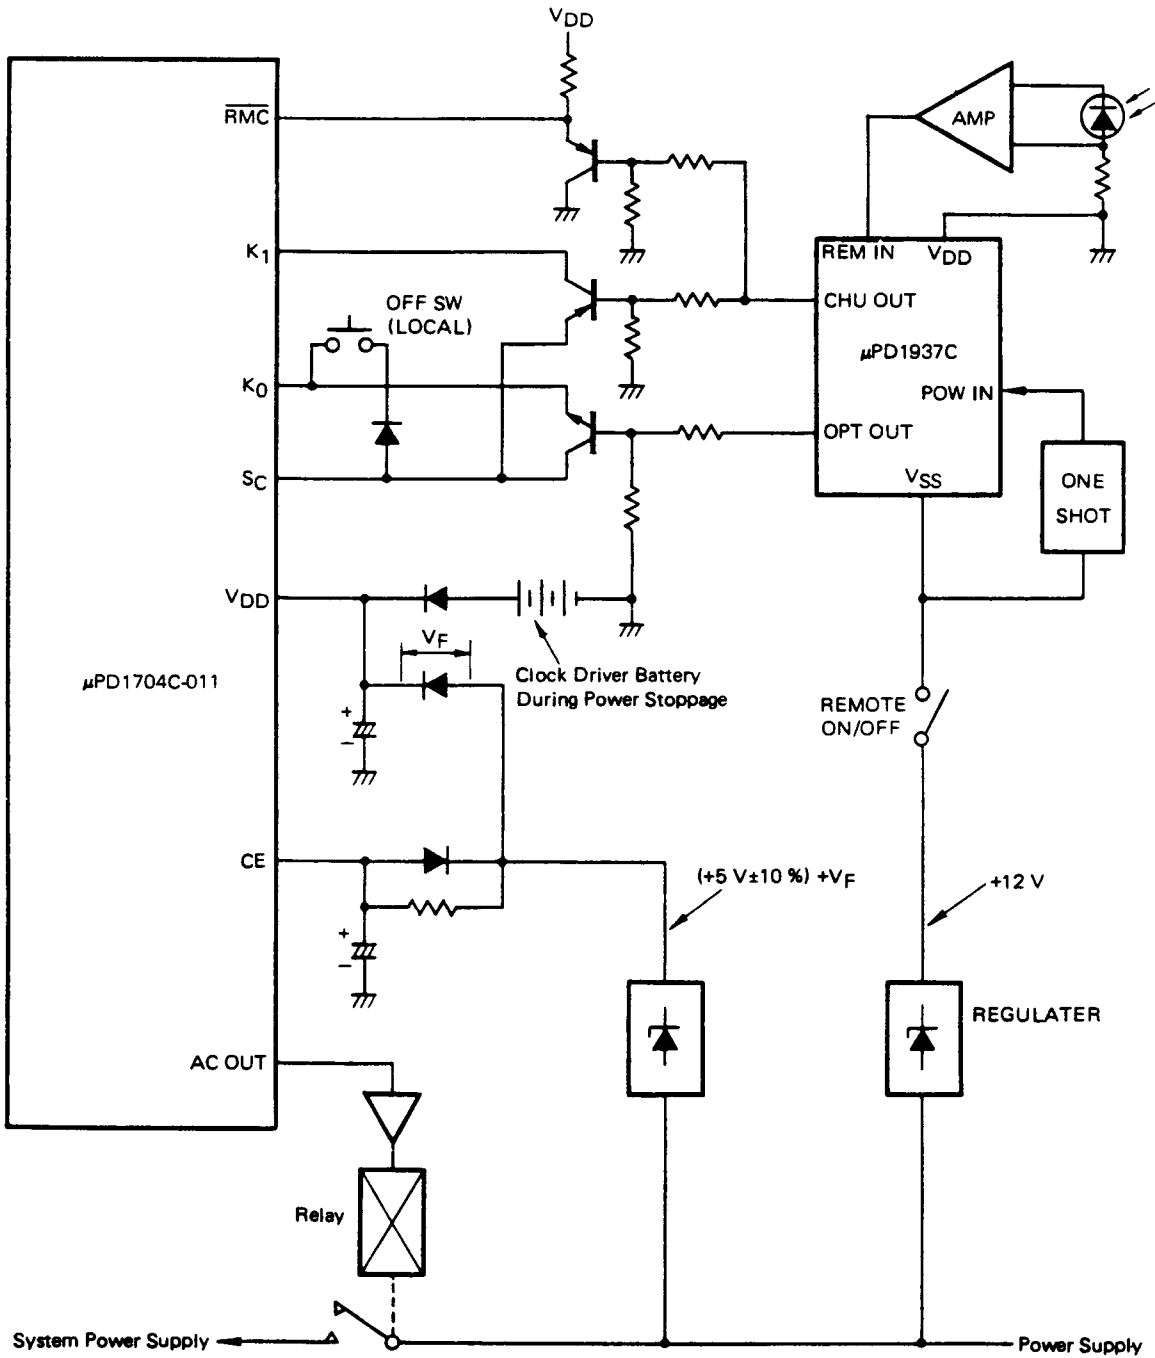 VDD
RMC
AMP
K1
REM IN
VDD
OFF SW
(LOCAL)
CHU OUT
μPD1937C
K0
POW IN
OPT OUT
SC
VSS
ONE
SHOT
VDD
VF
Clock Driver Battery
During Power Stoppage
μPD1704C-011
REMOTE
ON/OFF
+
−
CE
(+5 V±10 %) +VF
+12 V
+
−
REGULATER
AC OUT
Relay
System Power Supply
Power Supply